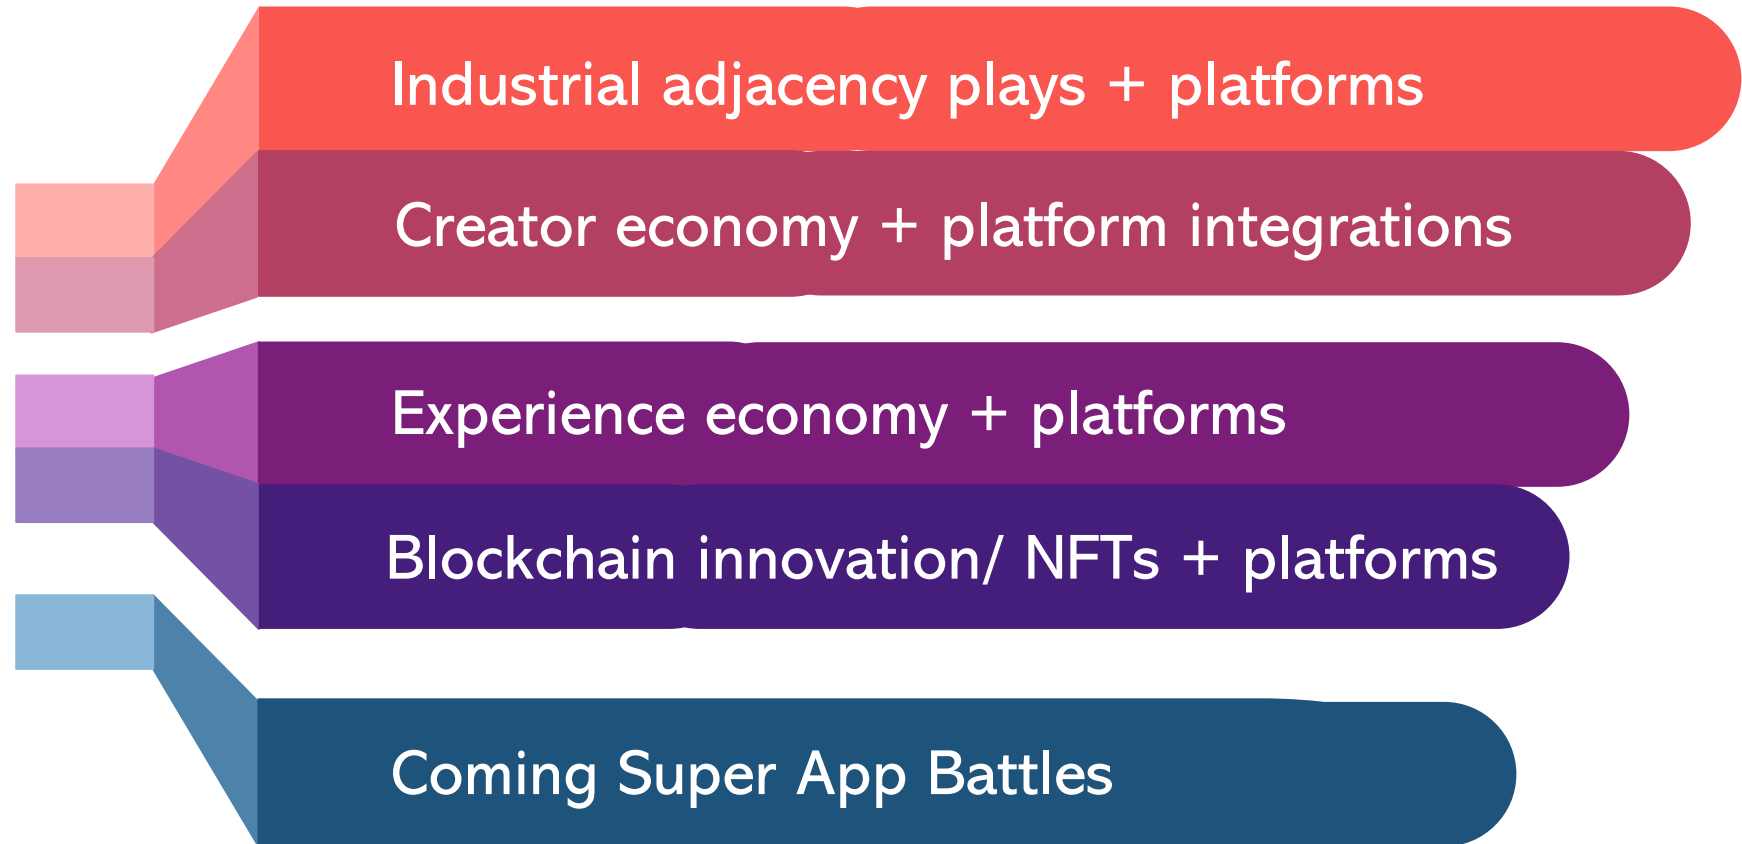 Industrial adjacency plays + platforms
Creator economy + platform integrations
Experience economy + platforms
Blockchain innovation/ NFTs + platforms
Coming Super App Battles